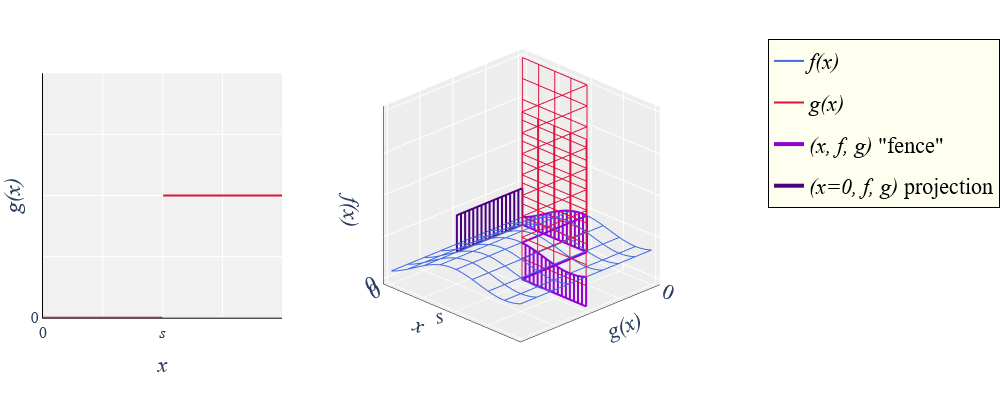 g(x)
0
0
s
x
f(x)
0
0
x
s
g(x)
0
f(x)
g(x)
(x, f, g) "fence"
(x=0, f, g) projection